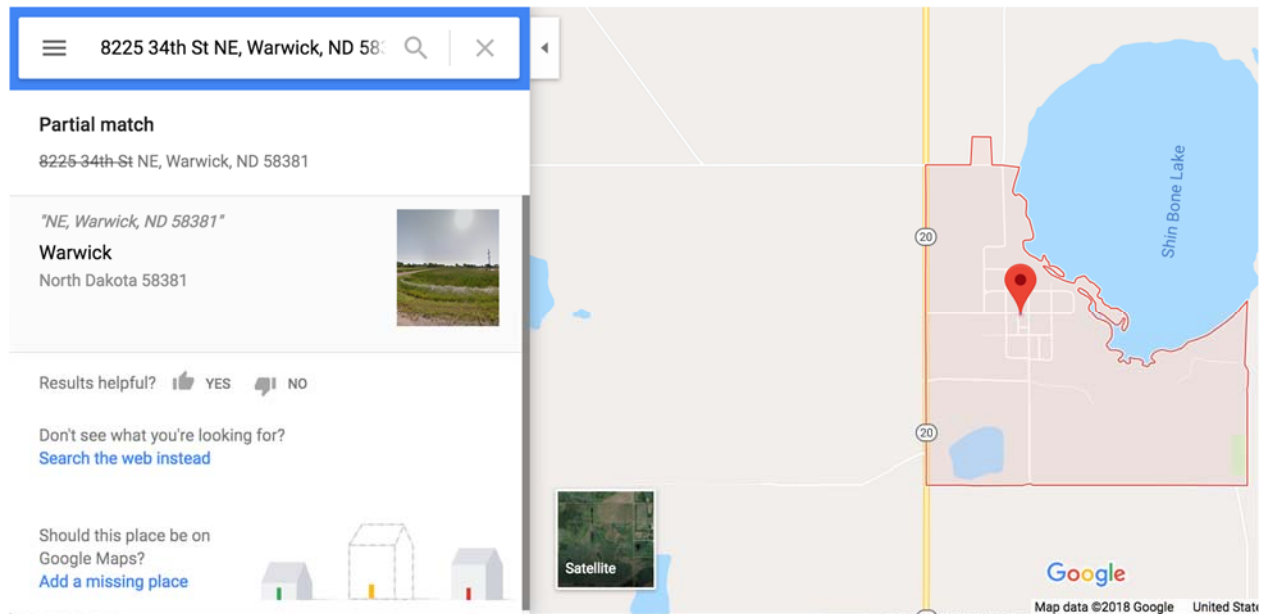 8225 34th St NE, Warwick, ND 58
Partial match
8225 34th St NE, Warwick, ND 58381
"NE, Warwick, ND 58381"
Warwick
North Dakota 58381
Results helpful? YES NO
Don't see what you're looking for?
Search the web instead
Should this place be on
Google Maps?
Add a missing place
Satellite
20
Shin Bone Lake
20
Google
Map data ©2018 Google United State